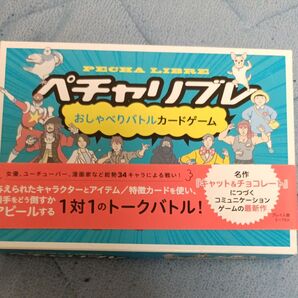 PECHA LIBRE
ペチャリブレ
おしゃべりバトルカードゲーム
女優、ユーチューバー、漫画家など総勢34キャラによる戦い!
与えられたキャラクターとアイテム/特徴カードを使い、
相手をどう倒すか
アピールする
1対1のトークバトル!
名作
『キャット&チョコレート』
につづく
コミュニケーション
ゲームの最新作